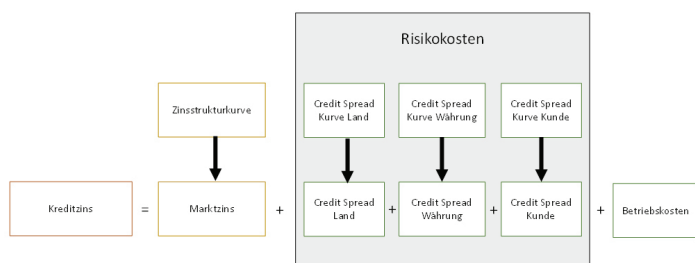 Risikokosten
Zinsstrukturkurve
Credit Spread
Kurve Land
Credit Spread
Kurve Währung
Credit Spread
Kurve Kunde
Kreditzins
=
Marktzins
+
Credit Spread
Land
+
Credit Spread
Währung
+
Credit Spread
Kunde
+
Betriebskosten